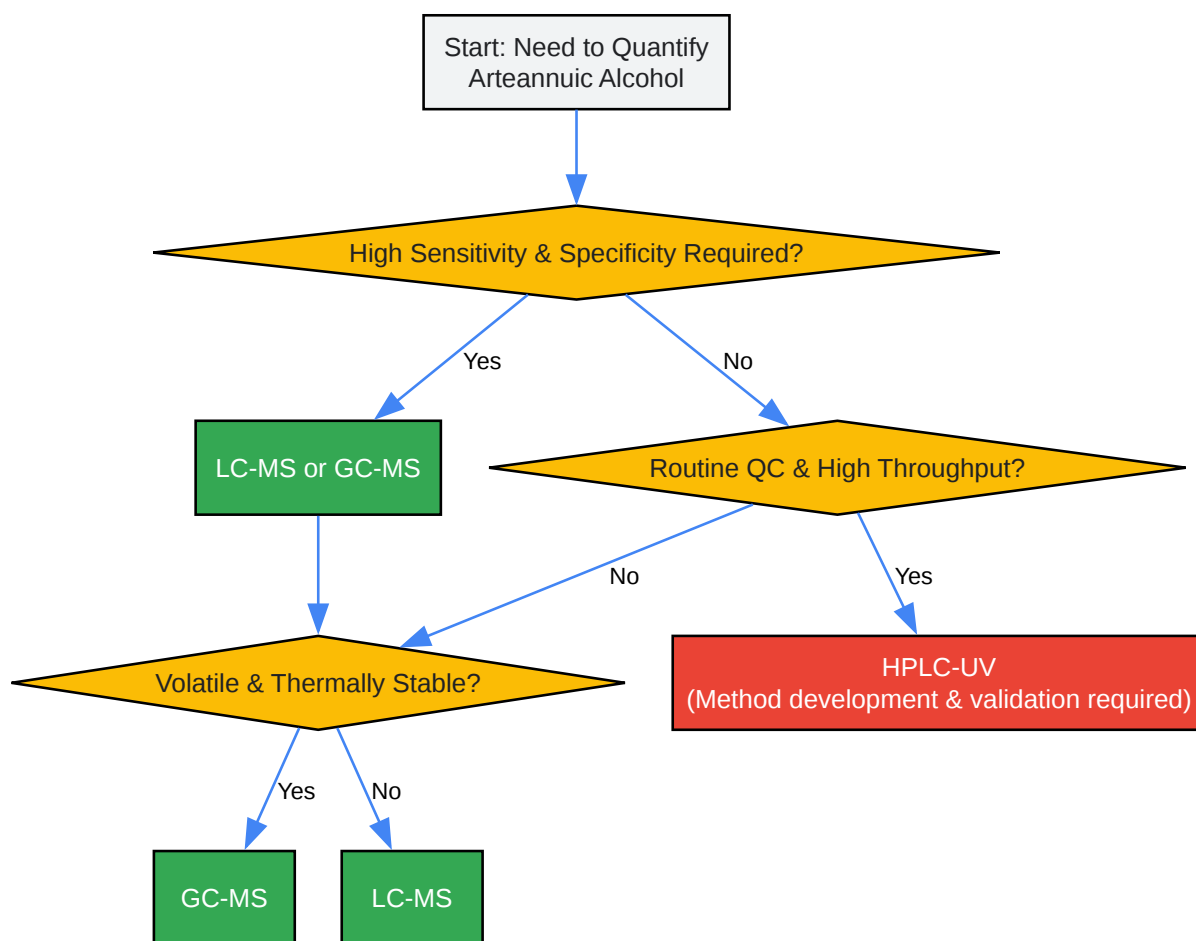 Start: Need to Quantify
Arteannuic Alcohol
High Sensitivity & Specificity Required?
Yes
No
LC-MS or GC-MS
Routine QC & High Throughput?
No
Yes
Volatile & Thermally Stable?
HPLC-UV
(Method development & validation required)
Yes
No
GC-MS
LC-MS